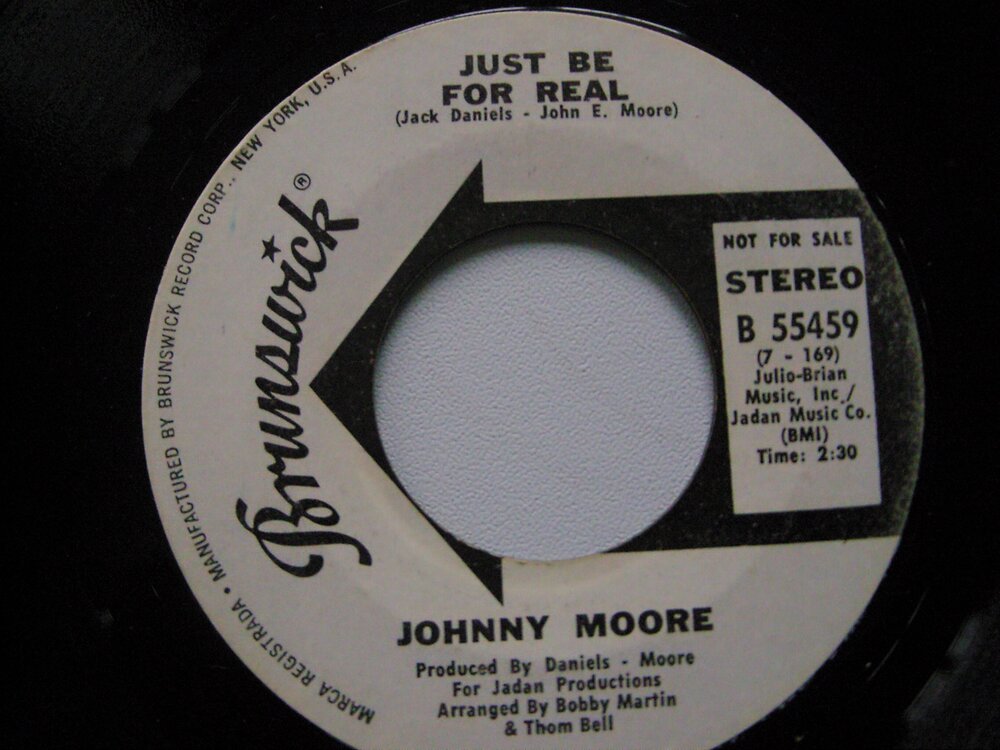 JUST BE
FOR REAL
(Jack Daniels - John E. Moore)
Brunswick®
NOT FOR SALE
STEREO
B 55459
(7 - 169)
Julio-Brian
Music, Inc./
Jadan Music Co.
(BMI)
Time: 2:30
JOHNNY MOORE
Produced By Daniels - Moore
For Jadan Productions
Arranged By Bobby Martin
& Thom Bell
MARCA REGISTRADA • MANUFACTURED BY BRUNSWICK RECORD CORP., NEW YORK, U.S.A.